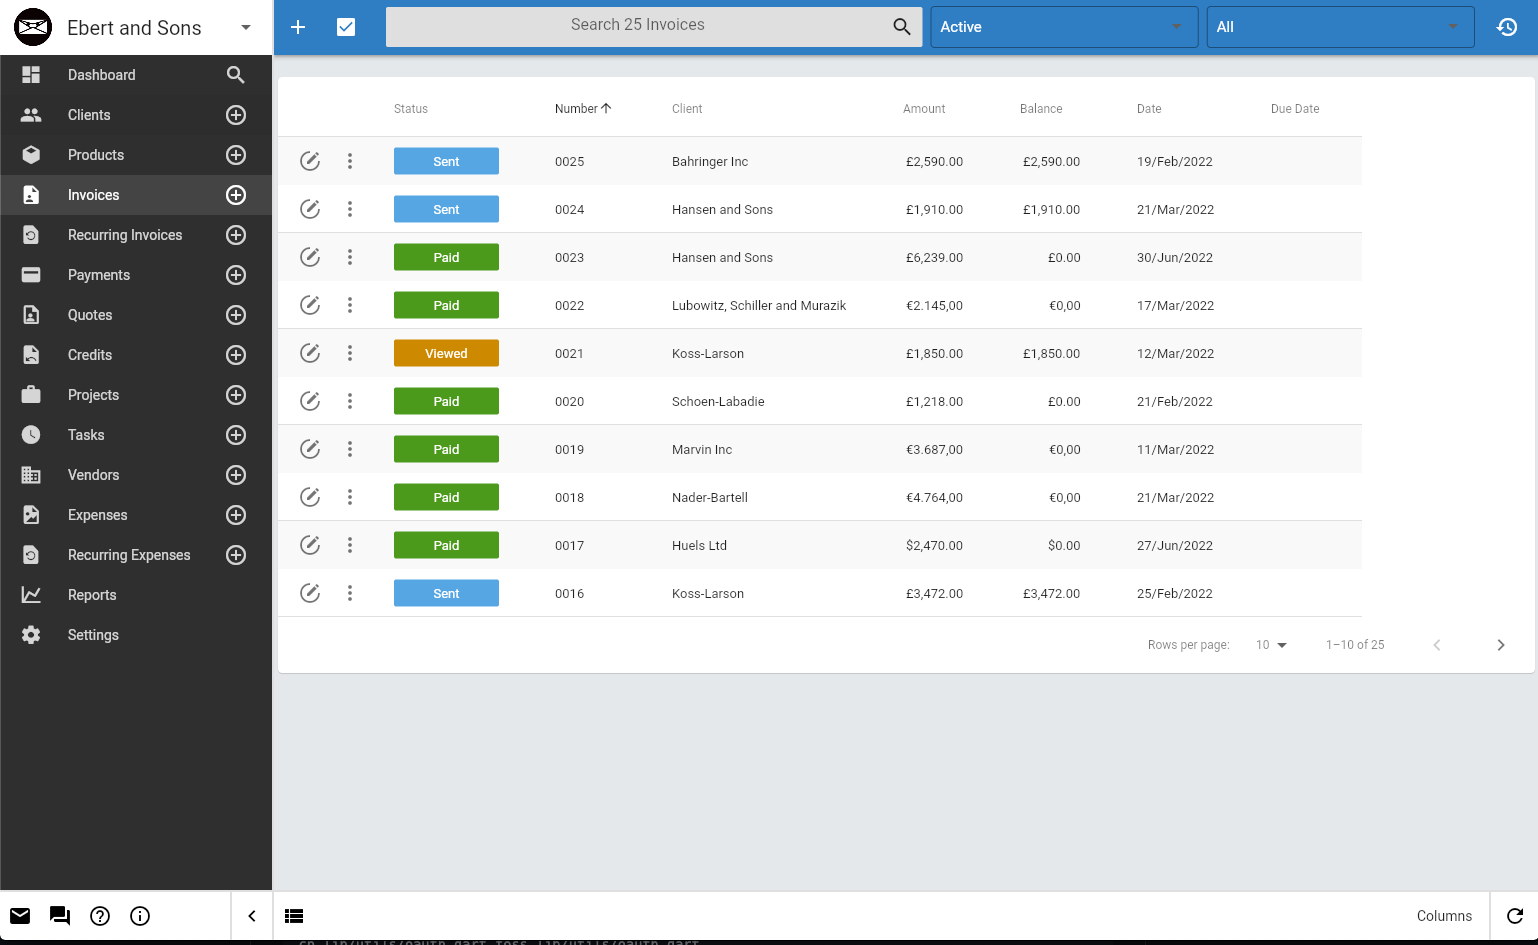 Ebert and Sons
Search 25 Invoices
Active
All
Dashboard
Clients
Products
Invoices
Recurring Invoices
Payments
Quotes
Credits
Projects
Tasks
Vendors
Expenses
Recurring Expenses
Reports
Settings
Status Number Client Amount Balance Date Due Date
Sent 0025 Bahringer Inc £2,590.00 £2,590.00 19/Feb/2022
Sent 0024 Hansen and Sons £1,910.00 £1,910.00 21/Mar/2022
Paid 0023 Hansen and Sons £6,239.00 £0.00 30/Jun/2022
Paid 0022 Lubowitz, Schiller and Murazik €2.145,00 €0,00 17/Mar/2022
Viewed 0021 Koss-Larson £1,850.00 £1,850.00 12/Mar/2022
Paid 0020 Schoen-Labadie £1,218.00 £0.00 21/Feb/2022
Paid 0019 Marvin Inc €3.687,00 €0,00 11/Mar/2022
Paid 0018 Nader-Bartell €4.764,00 €0,00 21/Mar/2022
Paid 0017 Huels Ltd $2,470.00 $0.00 27/Jun/2022
Sent 0016 Koss-Larson £3,472.00 £3,472.00 25/Feb/2022
Rows per page: 10 1–10 of 25
Columns